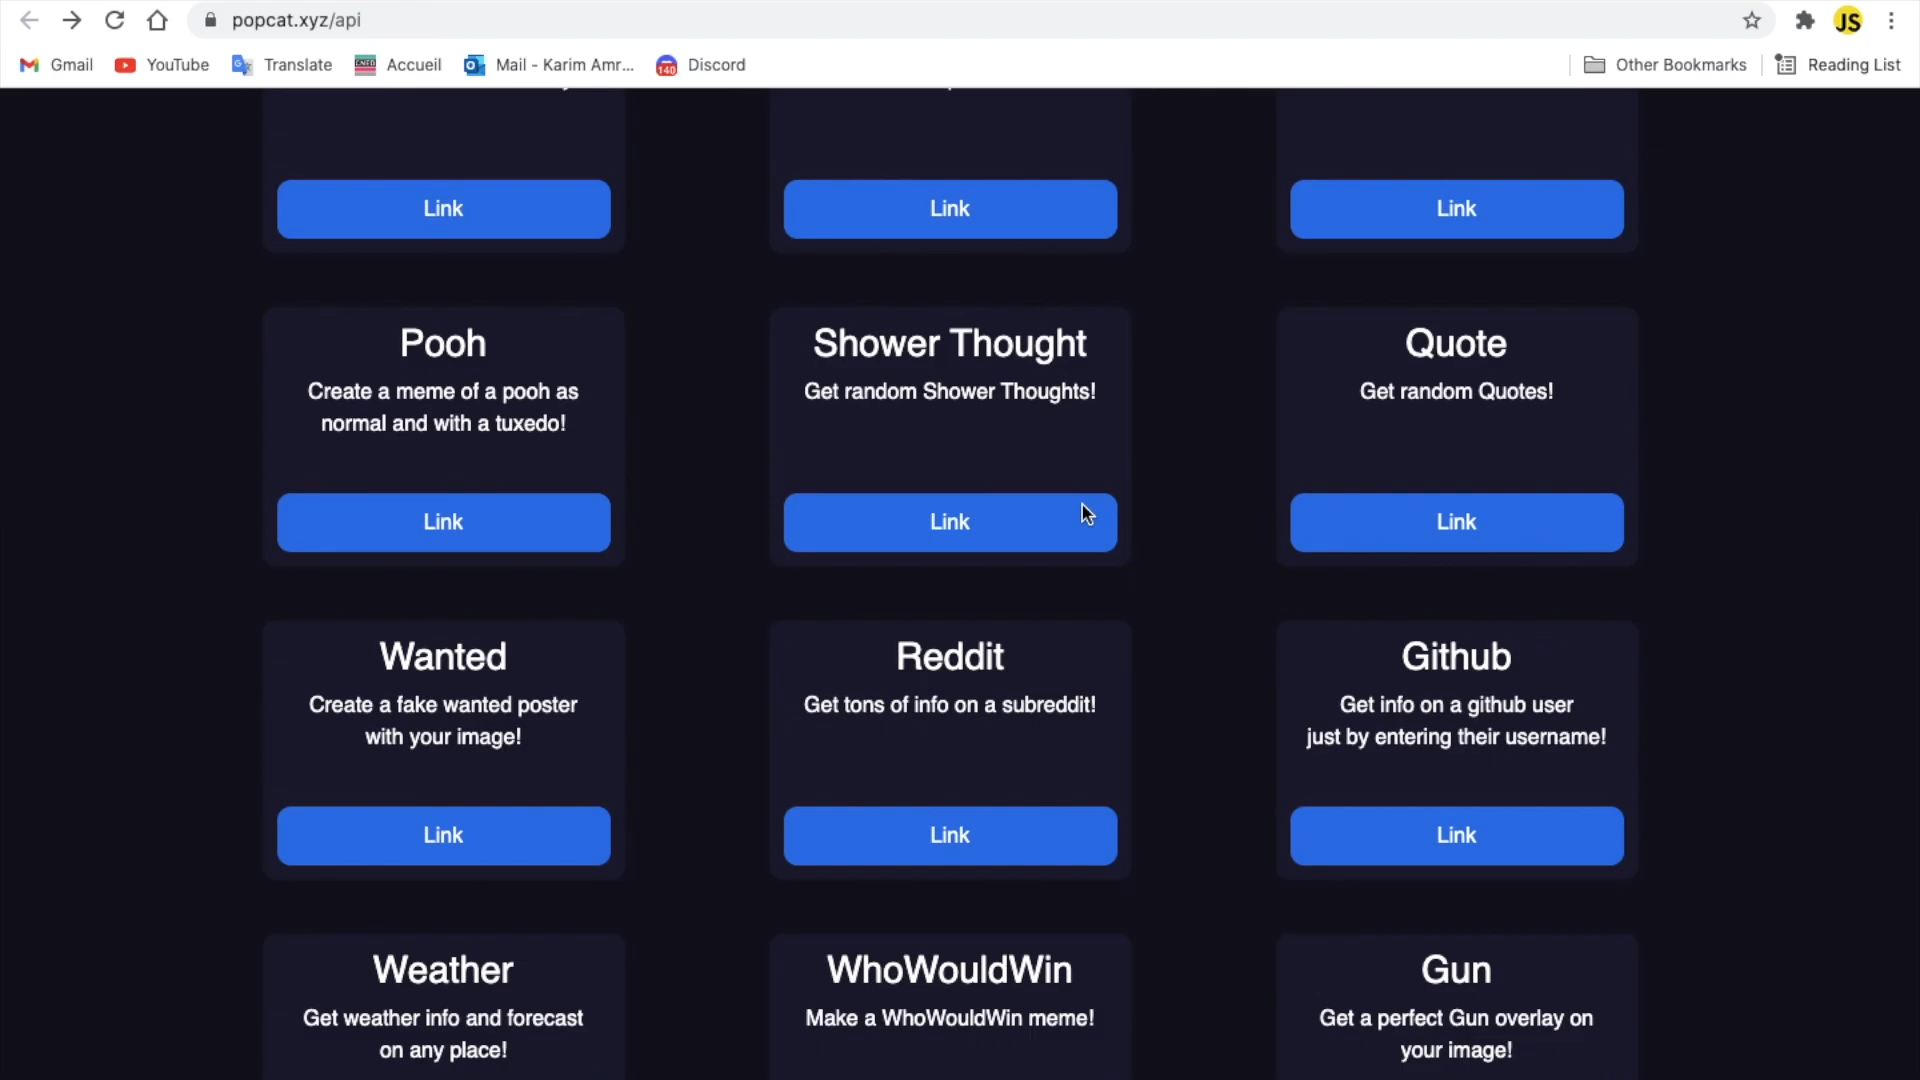 popcat.xyz/api
JS
Gmail YouTube Translate CNED Accueil Mail - Karim Amr... 140 Discord Other Bookmarks Reading List
Link Link Link
Pooh Shower Thought Quote
Create a meme of a pooh as Get random Shower Thoughts! Get random Quotes!
normal and with a tuxedo!
Link Link Link
Wanted Reddit Github
Create a fake wanted poster Get tons of info on a subreddit! Get info on a github user
with your image! just by entering their username!
Link Link Link
Weather WhoWouldWin Gun
Get weather info and forecast Make a WhoWouldWin meme! Get a perfect Gun overlay on
on any place! your image!